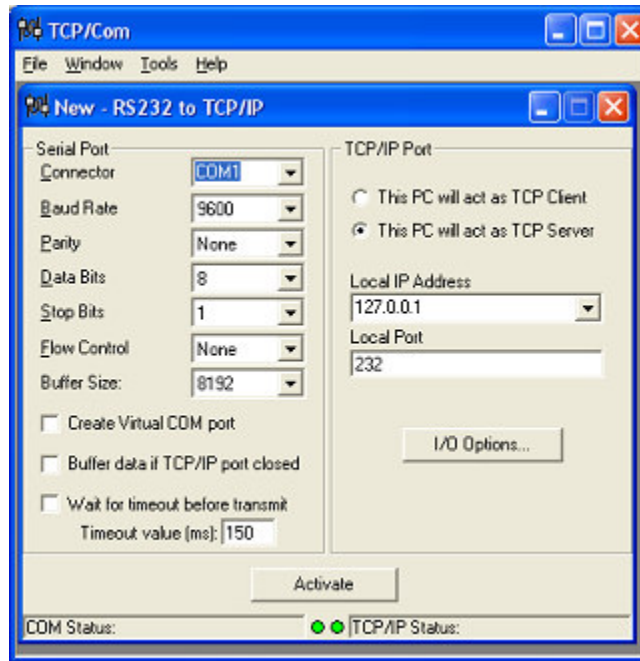 TCP/Com
File Window Tools Help
New - RS232 to TCP/IP
Serial Port
Connector COM1
Baud Rate 9600
Parity None
Data Bits 8
Stop Bits 1
Flow Control None
Buffer Size: 8192
Create Virtual COM port
Buffer data if TCP/IP port closed
Wait for timeout before transmit
Timeout value (ms): 150
TCP/IP Port
This PC will act as TCP Client
This PC will act as TCP Server
Local IP Address
127.0.0.1
Local Port
232
I/O Options...
Activate
COM Status:
TCP/IP Status: